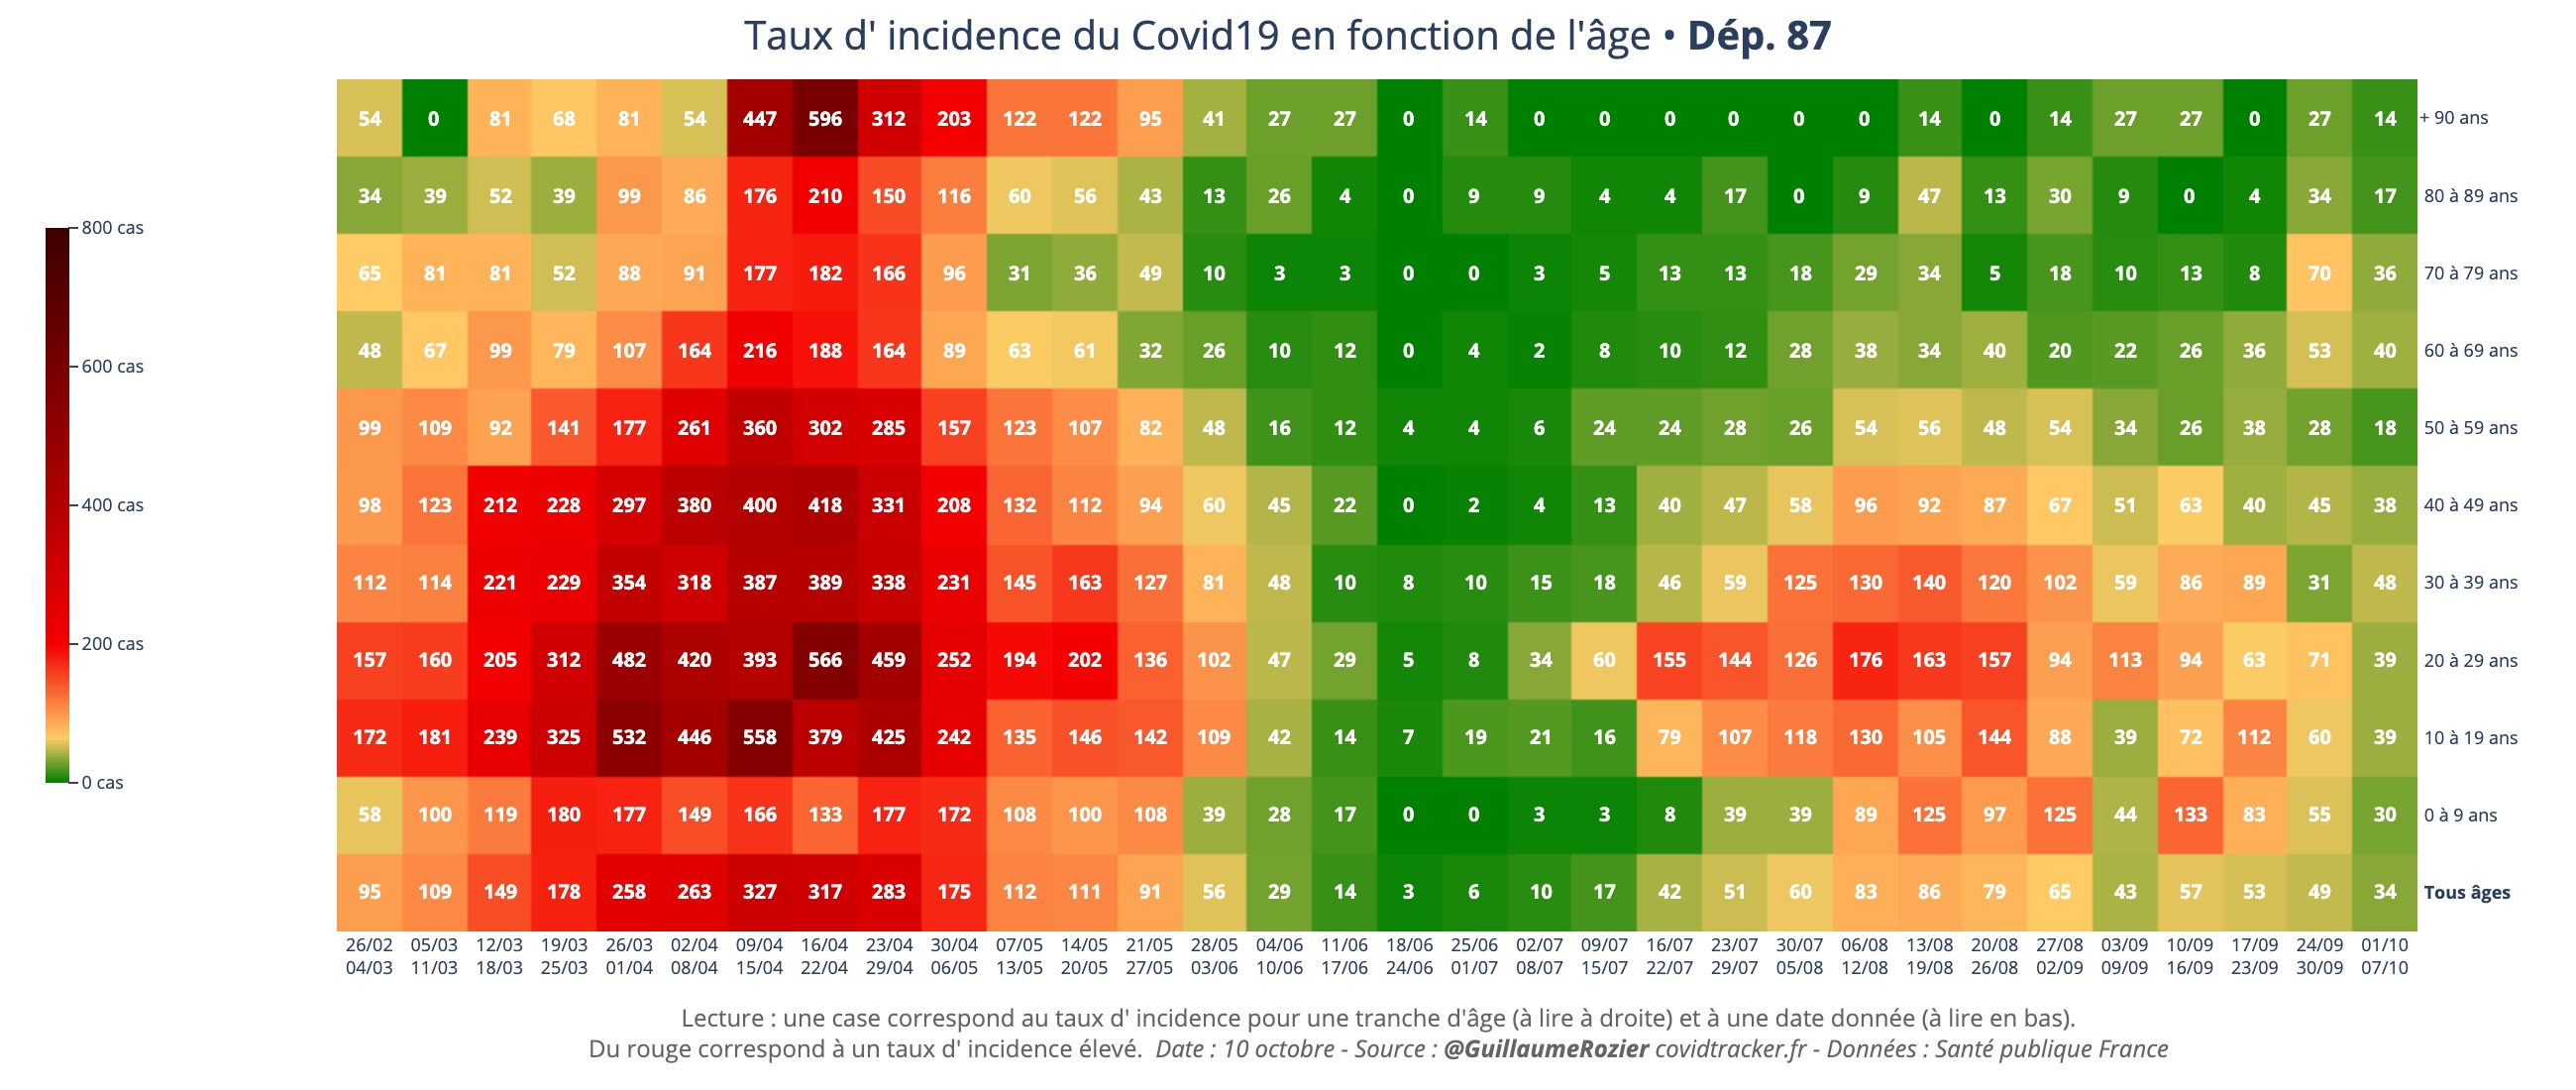 Taux d' incidence du Covid19 en fonction de l'âge • Dép. 87
800 cas
600 cas
400 cas
200 cas
0 cas
54 0 81 68 81 54 447 596 312 203 122 122 95 41 27 27 0 14 0 0 0 0 0 0 14 0 14 27 27 0 27 14 + 90 ans
34 39 52 39 99 86 176 210 150 116 60 56 43 13 26 4 0 9 9 4 4 17 0 9 47 13 30 9 0 4 34 17 80 à 89 ans
65 81 81 52 88 91 177 182 166 96 31 36 49 10 3 3 0 0 3 5 13 13 18 29 34 5 18 10 13 8 70 36 70 à 79 ans
48 67 99 79 107 164 216 188 164 89 63 61 32 26 10 12 0 4 2 8 10 12 28 38 34 40 20 22 26 36 53 40 60 à 69 ans
99 109 92 141 177 261 360 302 285 157 123 107 82 48 16 12 4 4 6 24 24 28 26 54 56 48 54 34 26 38 28 18 50 à 59 ans
98 123 212 228 297 380 400 418 331 208 132 112 94 60 45 22 0 2 4 13 40 47 58 96 92 87 67 51 63 40 45 38 40 à 49 ans
112 114 221 229 354 318 387 389 338 231 145 163 127 81 48 10 8 10 15 18 46 59 125 130 140 120 102 59 86 89 31 48 30 à 39 ans
157 160 205 312 482 420 393 566 459 252 194 202 136 102 47 29 5 8 34 60 155 144 126 176 163 157 94 113 94 63 71 39 20 à 29 ans
172 181 239 325 532 446 558 379 425 242 135 146 142 109 42 14 7 19 21 16 79 107 118 130 105 144 88 39 72 112 60 39 10 à 19 ans
58 100 119 180 177 149 166 133 177 172 108 100 108 39 28 17 0 0 3 3 8 39 39 89 125 97 125 44 133 83 55 30 0 à 9 ans
95 109 149 178 258 263 327 317 283 175 112 111 91 56 29 14 3 6 10 17 42 51 60 83 86 79 65 43 57 53 49 34 Tous âges
26/02 05/03 12/03 19/03 26/03 02/04 09/04 16/04 23/04 30/04 07/05 14/05 21/05 28/05 04/06 11/06 18/06 25/06 02/07 09/07 16/07 23/07 30/07 06/08 13/08 20/08 27/08 03/09 10/09 17/09 24/09 01/10
04/03 11/03 18/03 25/03 01/04 08/04 15/04 22/04 29/04 06/05 13/05 20/05 27/05 03/06 10/06 17/06 24/06 01/07 08/07 15/07 22/07 29/07 05/08 12/08 19/08 26/08 02/09 09/09 16/09 23/09 30/09 07/10
Lecture : une case correspond au taux d' incidence pour une tranche d'âge (à lire à droite) et à une date donnée (à lire en bas).
Du rouge correspond à un taux d' incidence élevé. Date : 10 octobre - Source : @GuillaumeRozier covidtracker.fr - Données : Santé publique France